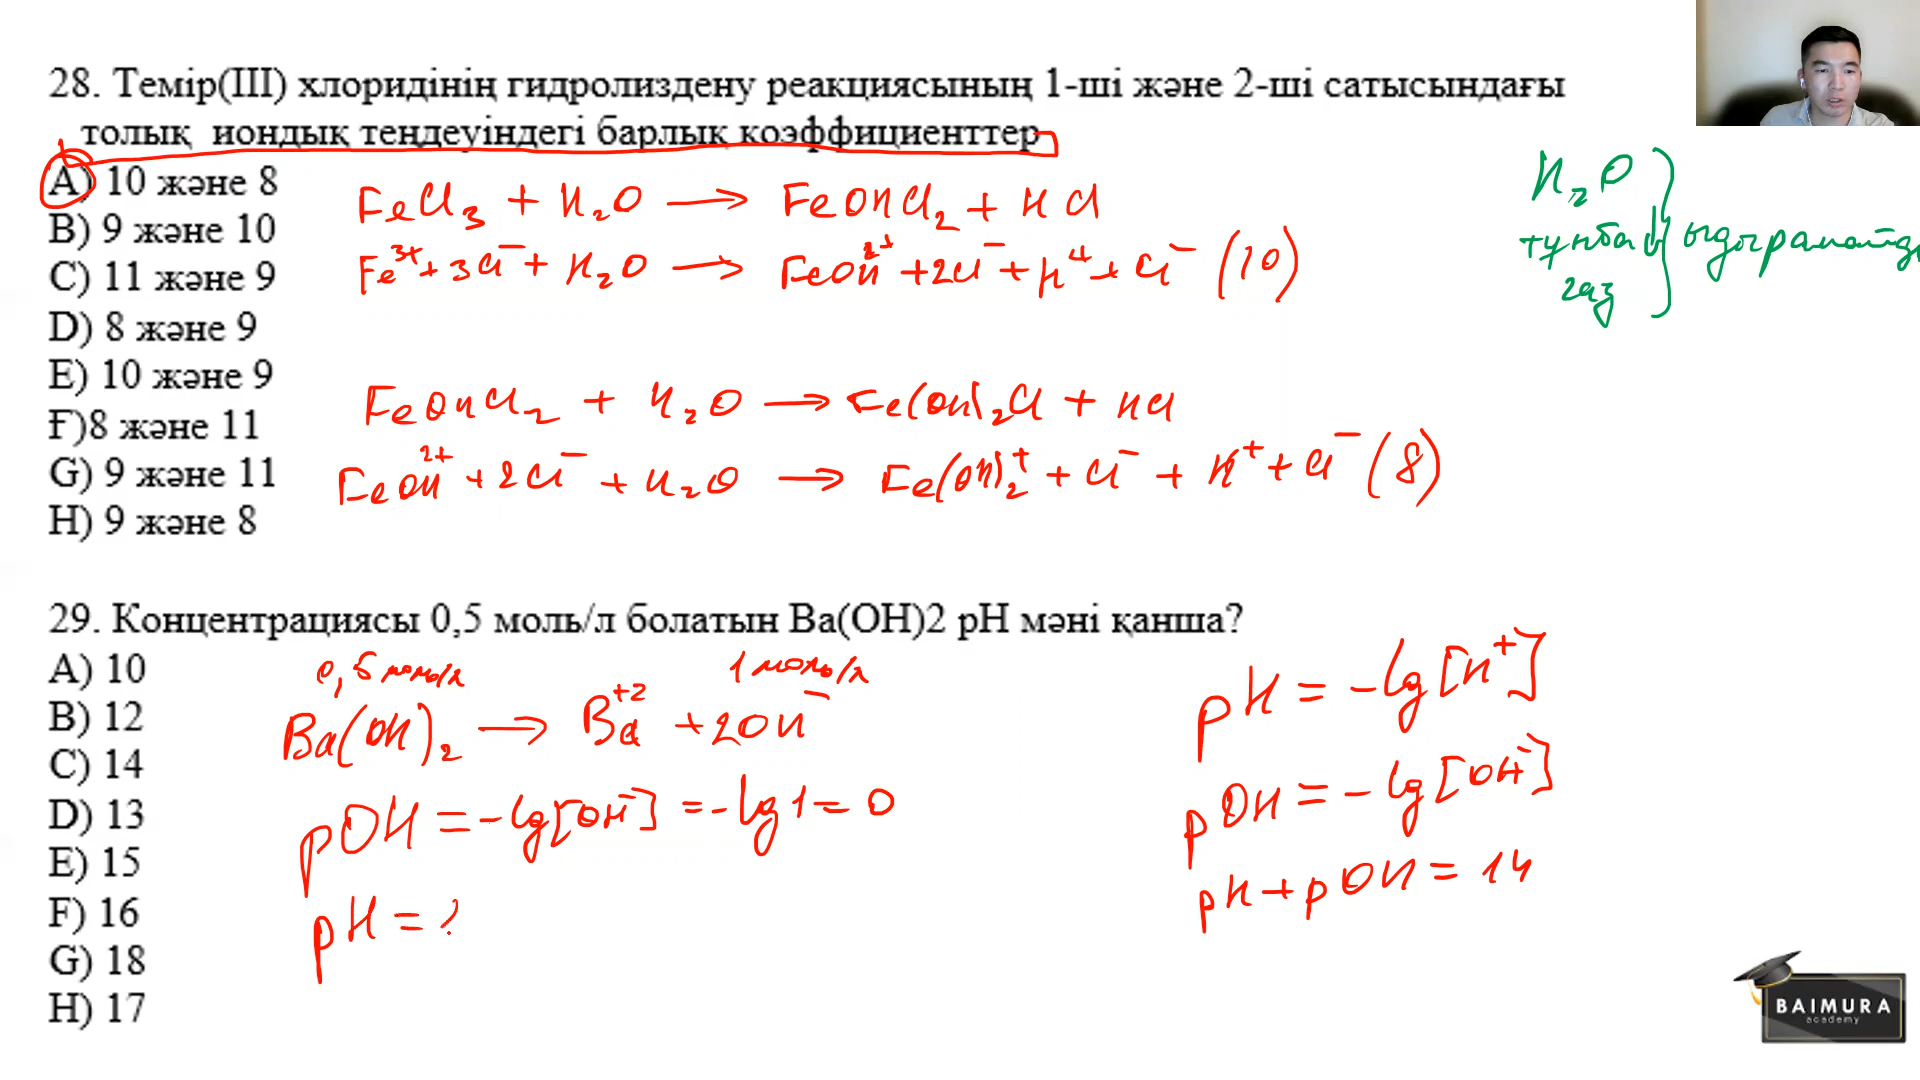 28. Темір(III) хлоридінің гидролиздену реакциясының 1-ші және 2-ші сатысындағы
толық иондық теңдеуіндегі барлық коэффициенттер
A) 10 және 8
B) 9 және 10
C) 11 және 9
D) 8 және 9
E) 10 және 9
F)8 және 11
G) 9 және 11
H) 9 және 8
FeCl₃ + H₂O → FeOHCl₂ + HCl
Fe³⁺ + 3Cl⁻ + H₂O → FeOH²⁺ + 2Cl⁻ + H⁺ + Cl⁻ (10)
FeOHCl₂ + H₂O → Fe(OH)₂Cl + HCl
FeOH²⁺ + 2Cl⁻ + H₂O → Fe(OH)₂⁺ + Cl⁻ + H⁺ + Cl⁻ (8)
H₂O
тұнба↓
газ
ыдырамайды
29. Концентрациясы 0,5 моль/л болатын Ba(OH)2 pH мәні қанша?
A) 10
B) 12
C) 14
D) 13
E) 15
F) 16
G) 18
H) 17
0,5 моль/л 1 моль/л
Ba(OH)₂ → Ba⁺² + 2OH⁻
pOH = -lg[OH⁻] = -lg1 = 0
pH = ?
pH = -lg[H⁺]
pOH = -lg[OH⁻]
pH + pOH = 14
BAIMURA
academy